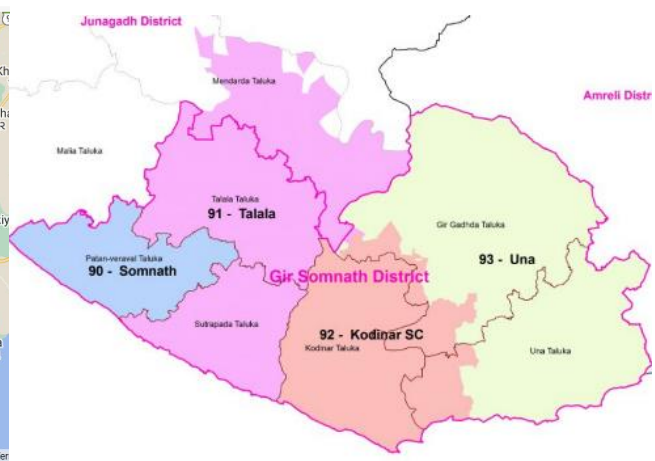 Junagadh District
Mendarda Taluka
Amreli Distr
Malia Taluka
Talala Taluka
91 - Talala
Gir Gadhda Taluka
Patan-veraval Taluka
90 - Somnath
93 - Una
Gir Somnath District
Sutrapada Taluka
92 - Kodinar SC
Kodinar Taluka
Una Taluka